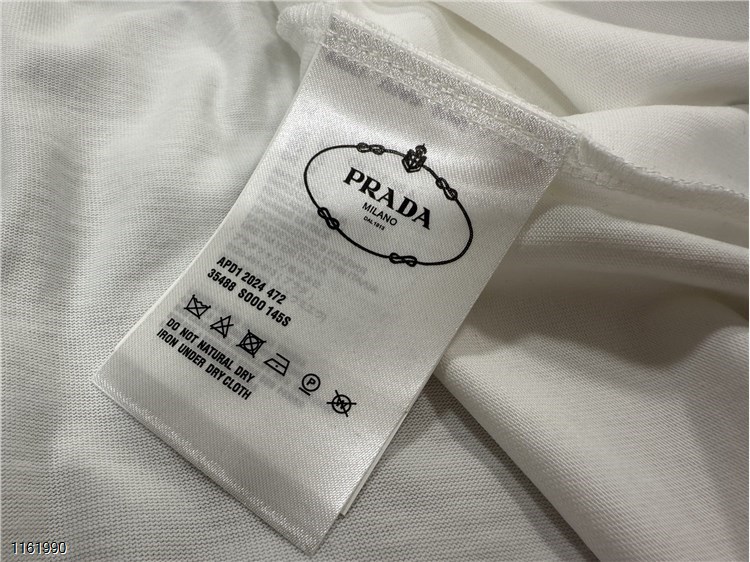 PRADA
MILANO
DAL 1913
APD1 2024 472
35488 S000 145S
P
W
DO NOT NATURAL DRY
IRON UNDER DRY CLOTH
1161990